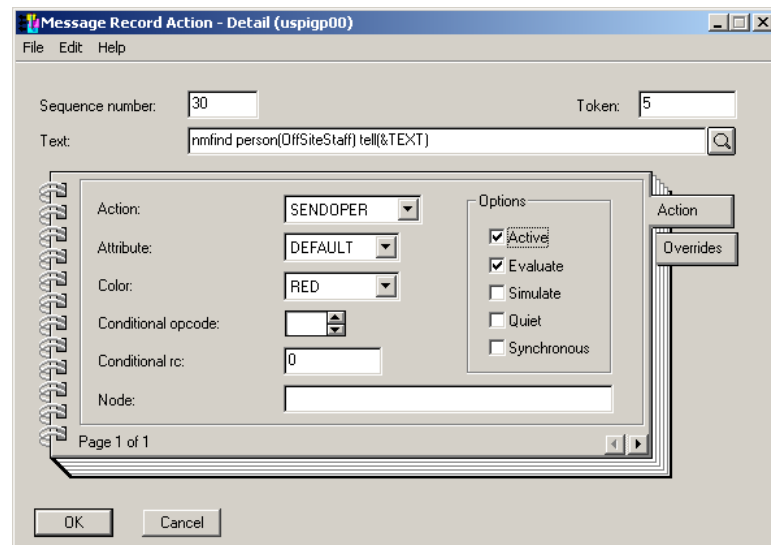 Message Record Action - Detail (uspigp00)
File Edit Help
Sequence number: 30 Token: 5
Text: nmfind person(OffSiteStaff) tell(&TEXT)
Action: SENDOPER
Attribute: DEFAULT
Color: RED
Conditional opcode:
Conditional rc: 0
Node:
Options
Active
Evaluate
Simulate
Quiet
Synchronous
Action
Overrides
Page 1 of 1
OK Cancel